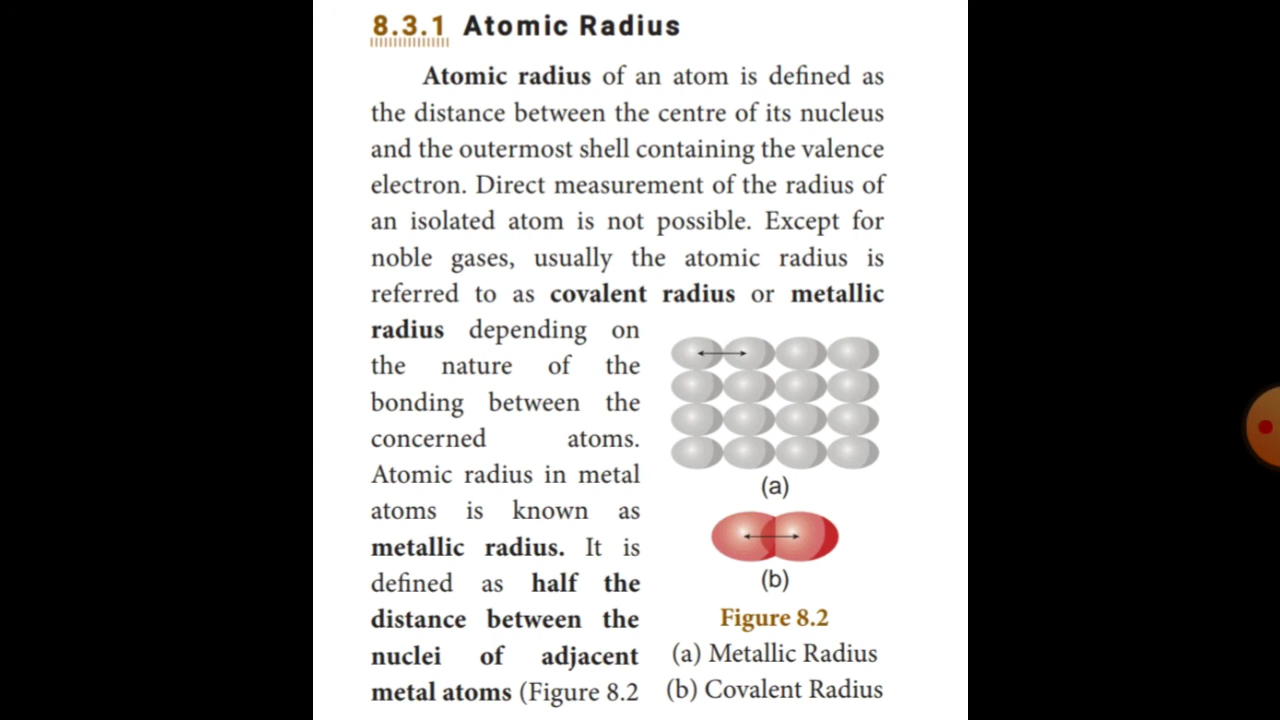 8.3.1 Atomic Radius
Atomic radius of an atom is defined as
the distance between the centre of its nucleus
and the outermost shell containing the valence
electron. Direct measurement of the radius of
an isolated atom is not possible. Except for
noble gases, usually the atomic radius is
referred to as covalent radius or metallic
radius depending on
the nature of the
bonding between the
concerned atoms.
Atomic radius in metal
atoms is known as
metallic radius. It is
defined as half the
distance between the
nuclei of adjacent
metal atoms (Figure 8.2
(a)
(b)
Figure 8.2
(a) Metallic Radius
(b) Covalent Radius